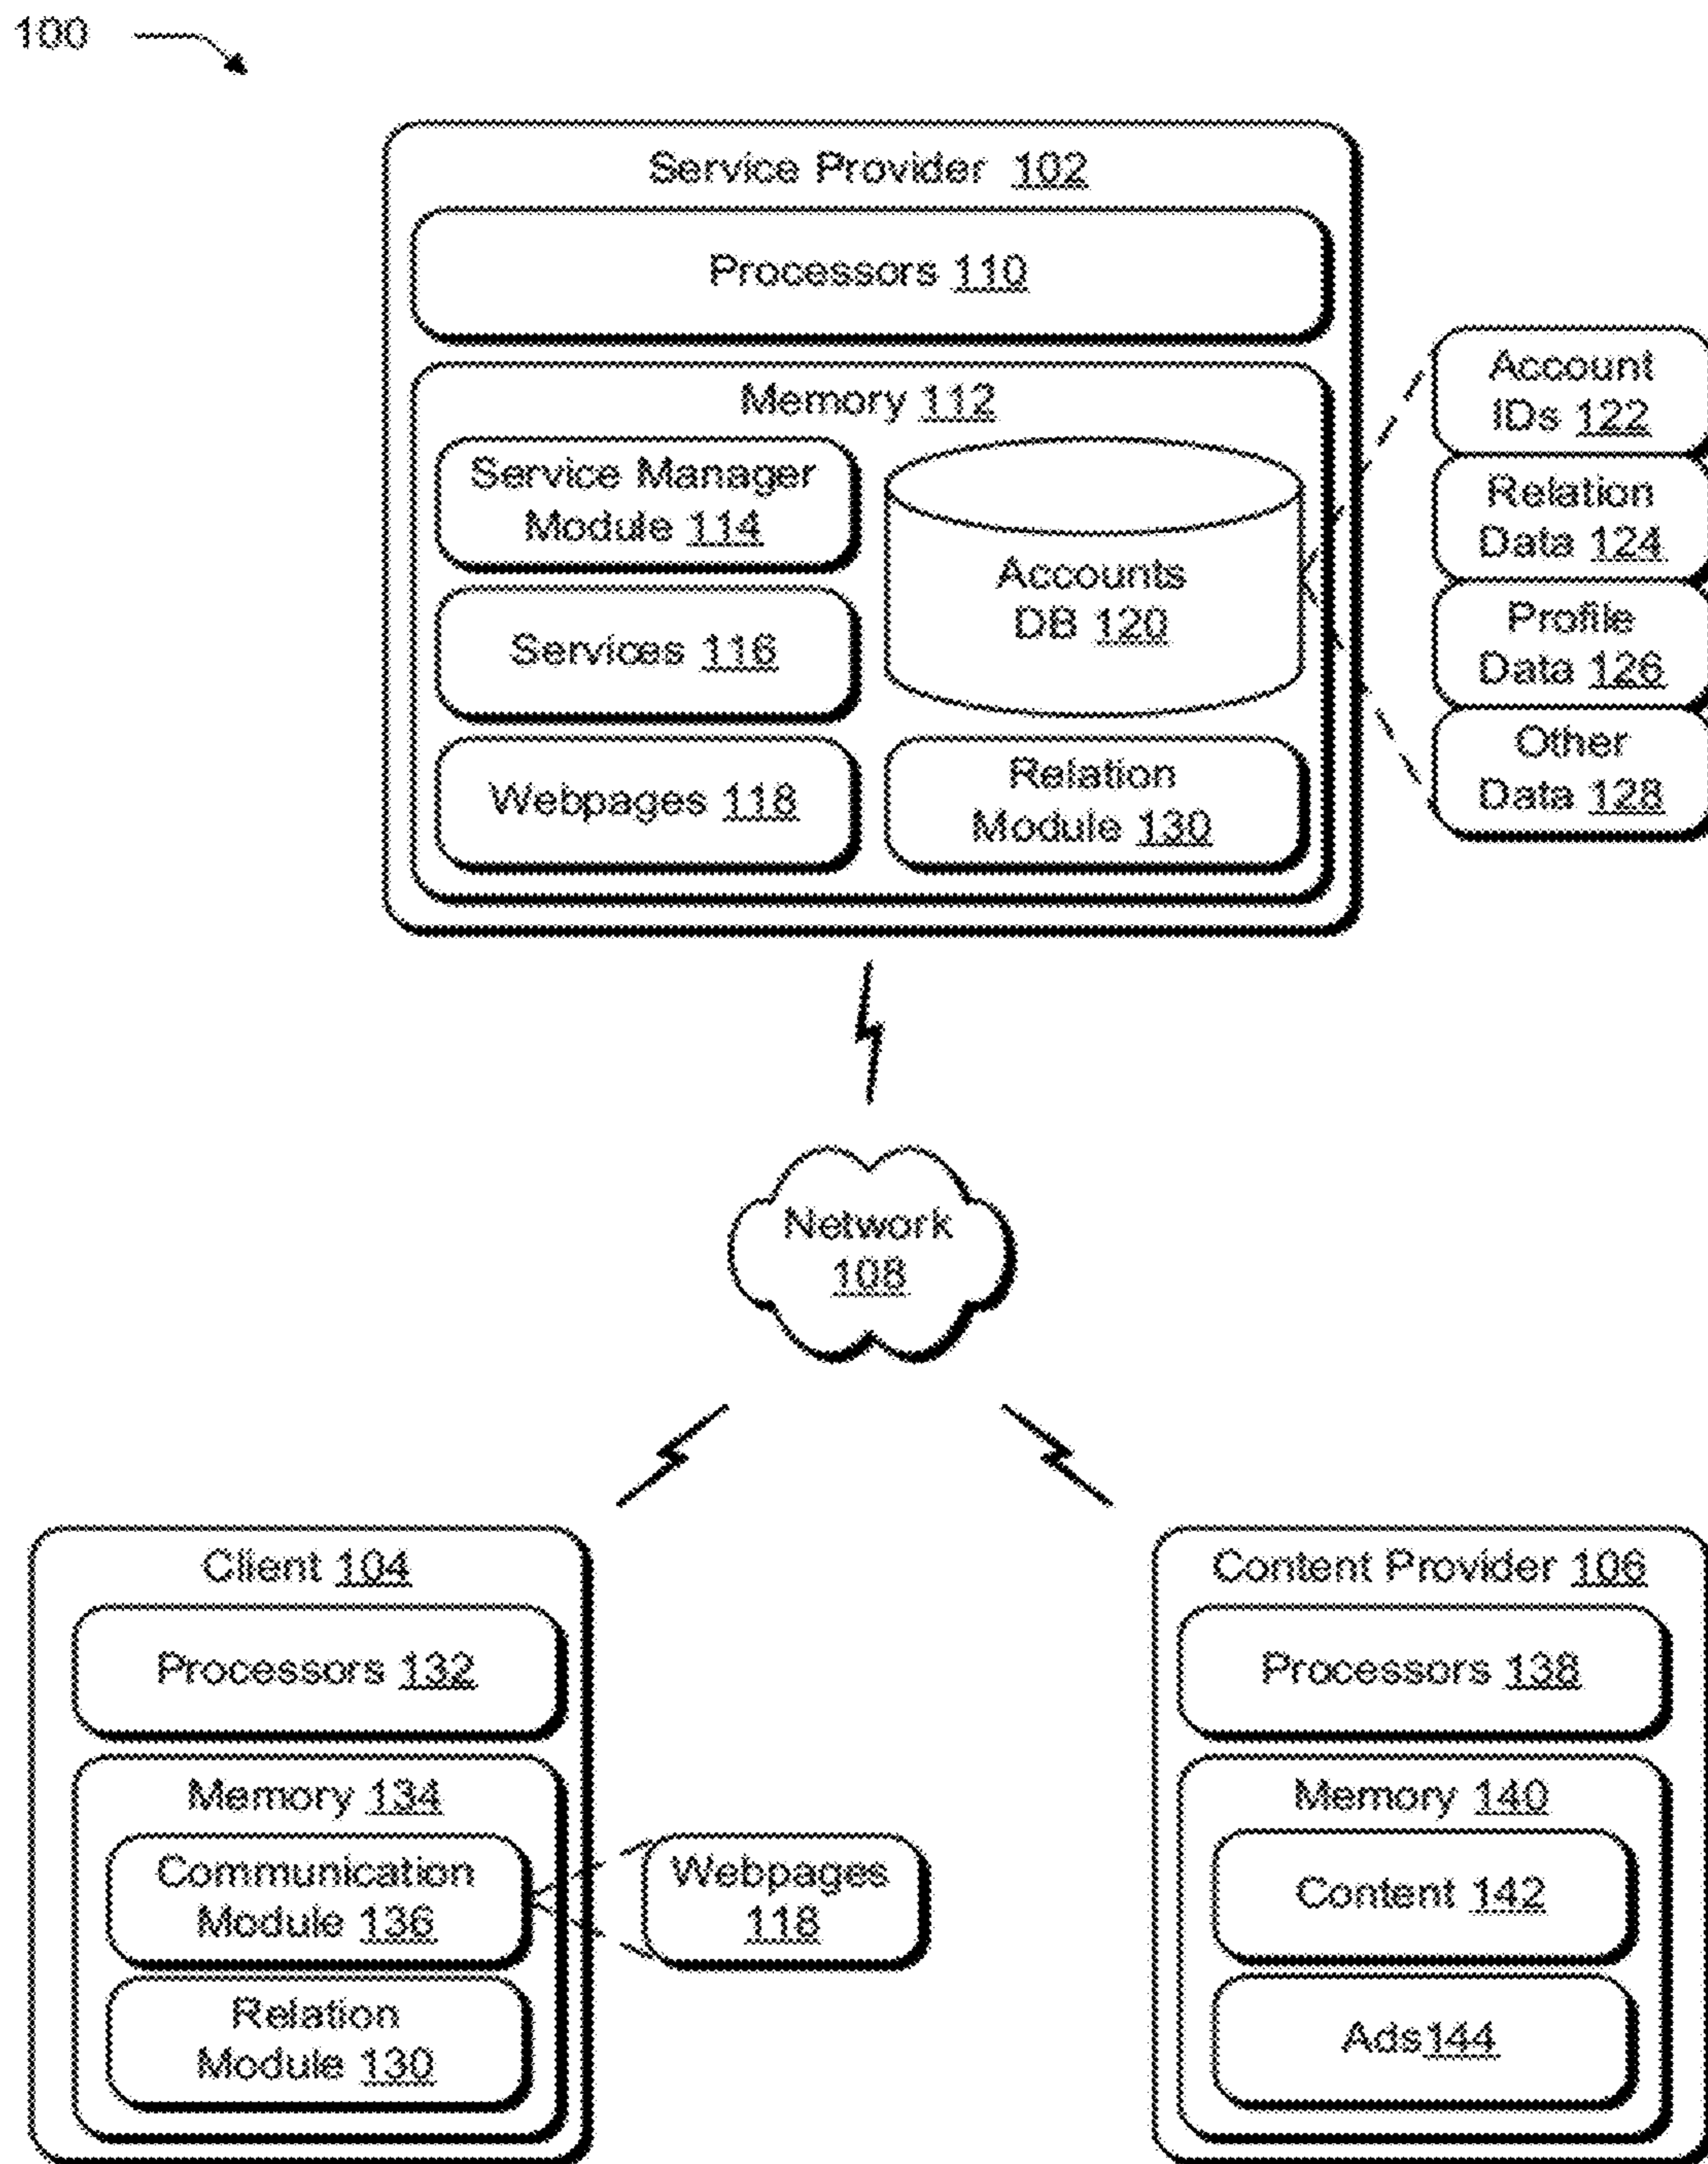 100
Service Provider 102
Processors 110
Memory 112
Service Manager
Module 114
Services 116
Webpages 118
Accounts
DB 120
Relation
Module 130
Account
IDs 122
Relation
Data 124
Profile
Data 126
Other
Data 128
Network
108
Client 104
Processors 132
Memory 134
Communication
Module 136
Relation
Module 130
Webpages
118
Content Provider 106
Processors 138
Memory 140
Content 142
Ads144